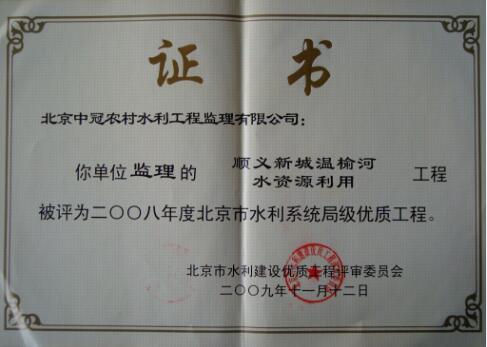 证书
北京中冠农村水利工程监理有限公司：
你单位监理的 顺义新城温榆河 工程
水资源利用
被评为二〇〇八年度北京市水利系统局级优质工程。
北京市水利建设优质工程评审委员会
二〇〇九年十一月十二日